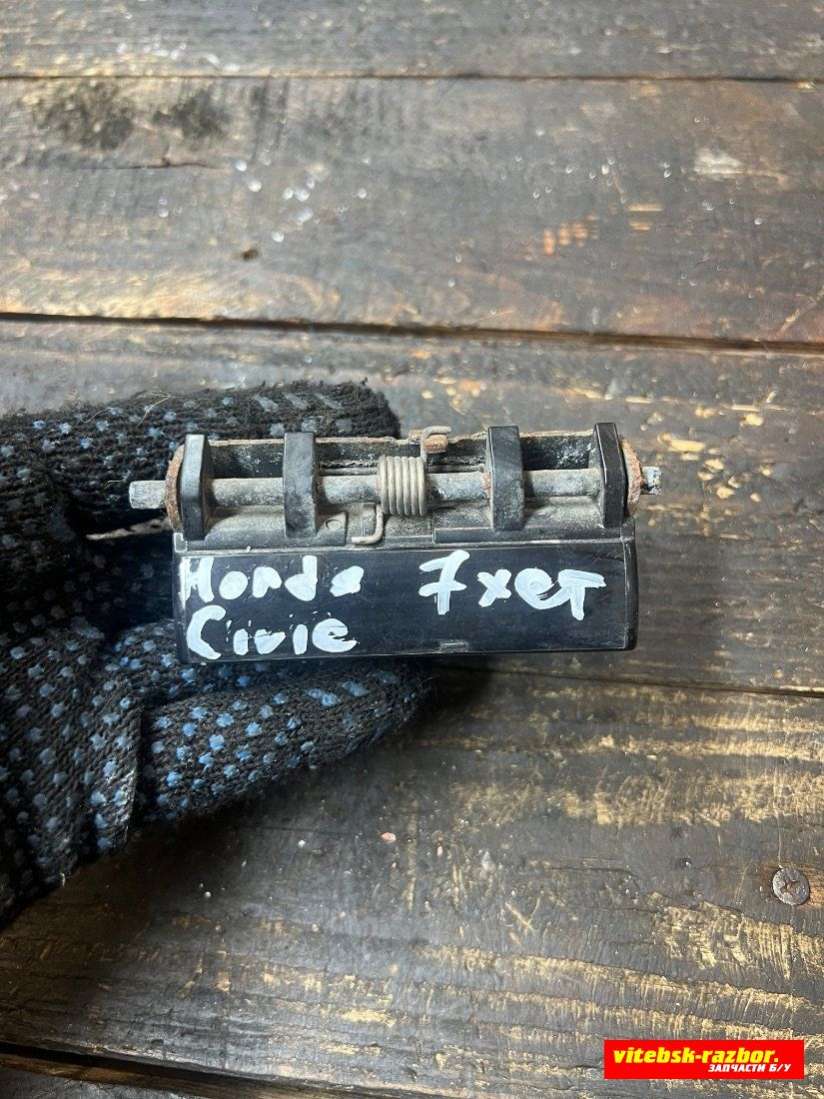 Honda 7хет
Civic
vitebsk-razbor.
ЗАПЧАСТИ Б/У